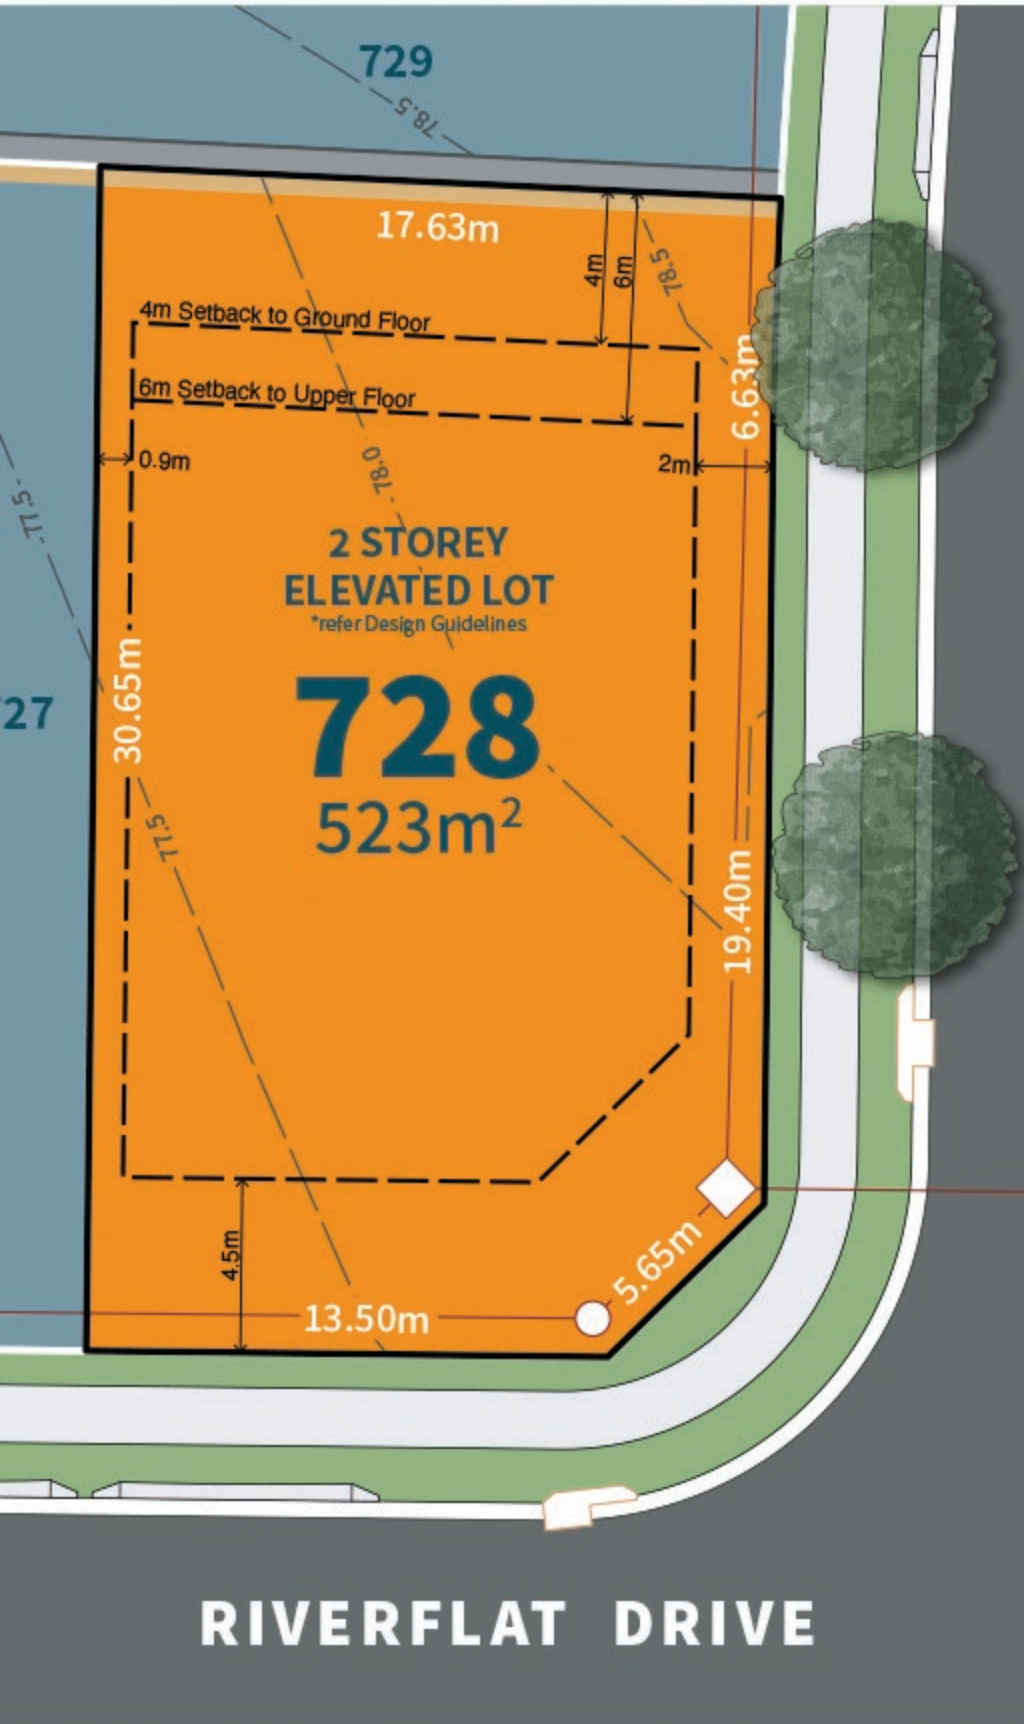 729
78.5
17.63m
4m
6m
78.5
4m Setback to Ground Floor
6.63m
6m Setback to Upper Floor
0.9m
78.0
2m
77.5
2 STOREY
ELEVATED LOT
*refer Design Guidelines
30.65m
728
27
523m²
77.5
19.40m
4.5m
5.65m
13.50m
RIVERFLAT DRIVE